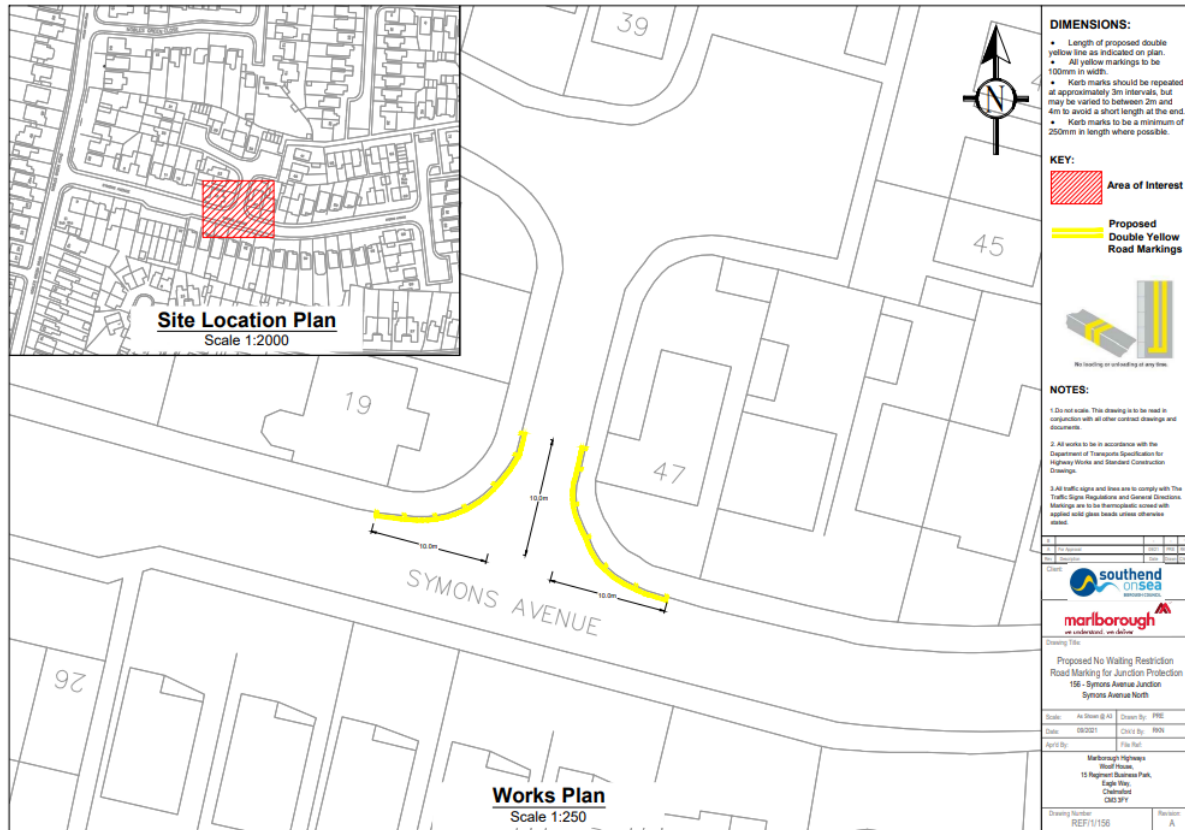 Site Location Plan
Scale 1:2000
39
45
19
47
26
10.0m
10.0m
10.0m
SYMONS AVENUE
Works Plan
Scale 1:250
N
DIMENSIONS:
• Length of proposed double
yellow line as indicated on plan.
• All yellow markings to be
100mm in width.
• Kerb marks should be repeated
at approximately 3m intervals, but
may be varied to between 2m and
4m to avoid a short length at the end.
• Kerb marks to be a minimum of
250mm in length where possible.
KEY:
Area of Interest
Proposed
Double Yellow
Road Markings
No loading or unloading at any time.
NOTES:
1.Do not scale. This drawing is to be read in
conjunction with all other contract drawings and
documents.
2. All works to be in accordance with the
Department of Transports Specification for
Highway Works and Standard Construction
Drawings.
3.All traffic signs and lines are to comply with The
Traffic Signs Regulations and General Directions.
Markings are to be thermoplastic screed with
applied solid glass beads unless otherwise
stated.
Client:
southend
on sea
BOROUGH COUNCIL
marlborough
we understand. we deliver
Drawing Title:
Proposed No Waiting Restriction
Road Marking for Junction Protection
156 - Symons Avenue Junction
Symons Avenue North
Scale: As Shown @ A3 Drawn By: PRE
Date: 09/2021 Chk'd By: RKN
Apr'd By: File Ref:
Marlborough Highways
Woolf House,
15 Regiment Business Park,
Eagle Way,
Chelmsford
CM3 3FY
Drawing Number: Revision:
REF/1/156 A